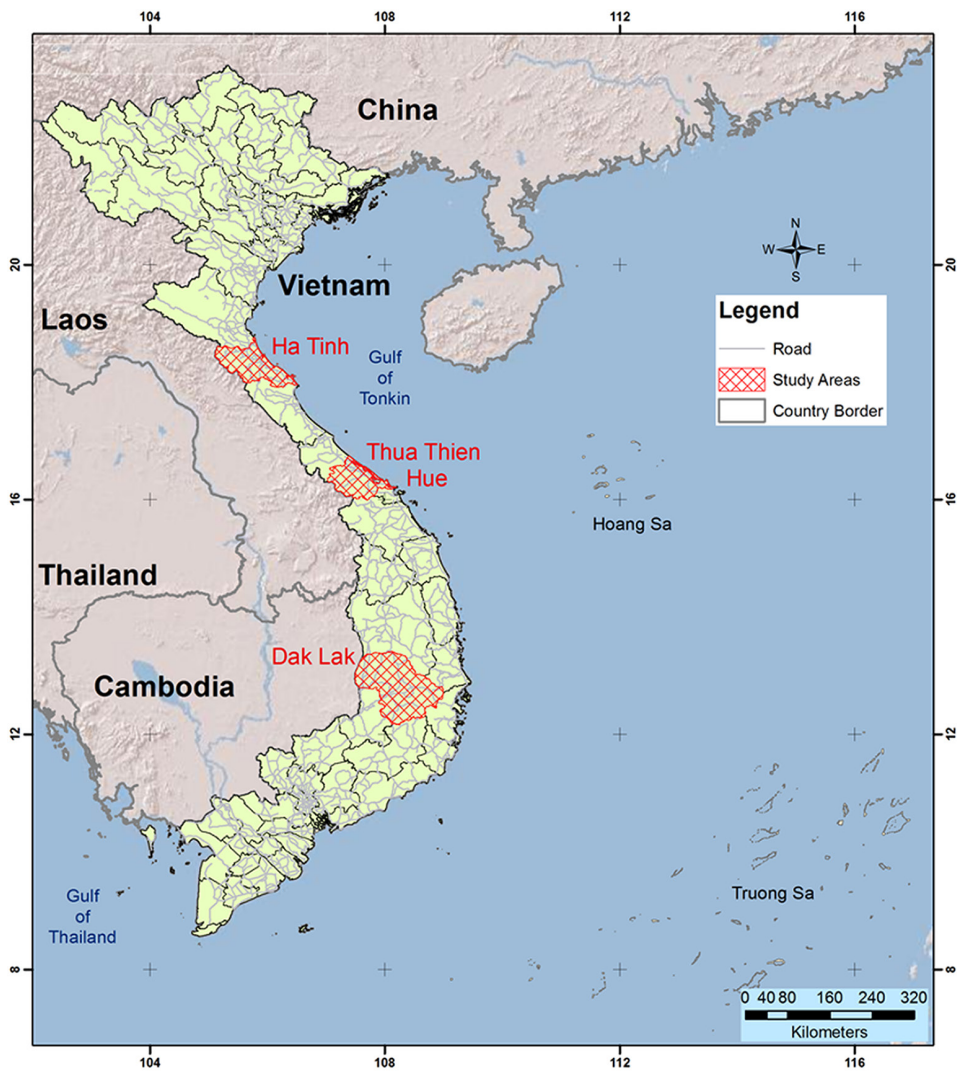 104 108 112 116
China
N
W E
S
20 20
Vietnam
Laos
Legend
Road
Study Areas
Country Border
Ha Tinh
Gulf
of
Tonkin
Thua Thien
Hue
16 16
Hoang Sa
Thailand
Dak Lak
Cambodia
12 12
Truong Sa
Gulf
of
Thailand
8 8
0 40 80 160 240 320
Kilometers
104 108 112 116